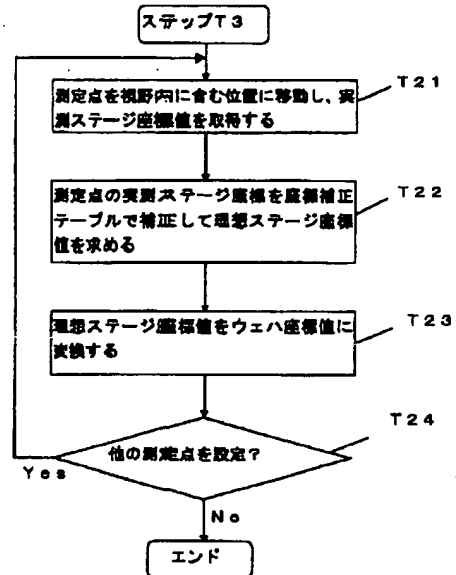 ステップT3
測定点を視野内に含む位置に移動し、実
測ステージ座標値を取得する
T21
測定点の実測ステージ座標を座標補正
テーブルで補正して理想ステージ座標
値を求める
T22
理想ステージ座標値をウェハ座標値に
変換する
T23
他の測定点を設定？
T24
Yes
No
エンド